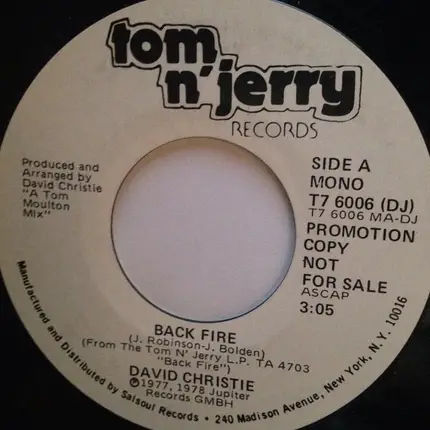 tom
n' jerry
RECORDS
Produced and
Arranged by
David Christie
"A Tom
Moulton
Mix"
SIDE A
MONO
T7 6006 (DJ)
T7 6006 MA-DJ
PROMOTION
COPY
NOT
FOR SALE
ASCAP
3:05
BACK FIRE
(J. Robinson-J. Bolden)
(From The Tom N' Jerry L.P. TA 4703
"Back Fire")
DAVID CHRISTIE
©1977, 1978 Jupiter
Records GMBH
Manufactured and Distributed by Salsoul Records • 240 Madison Avenue, New York, N.Y. 10016